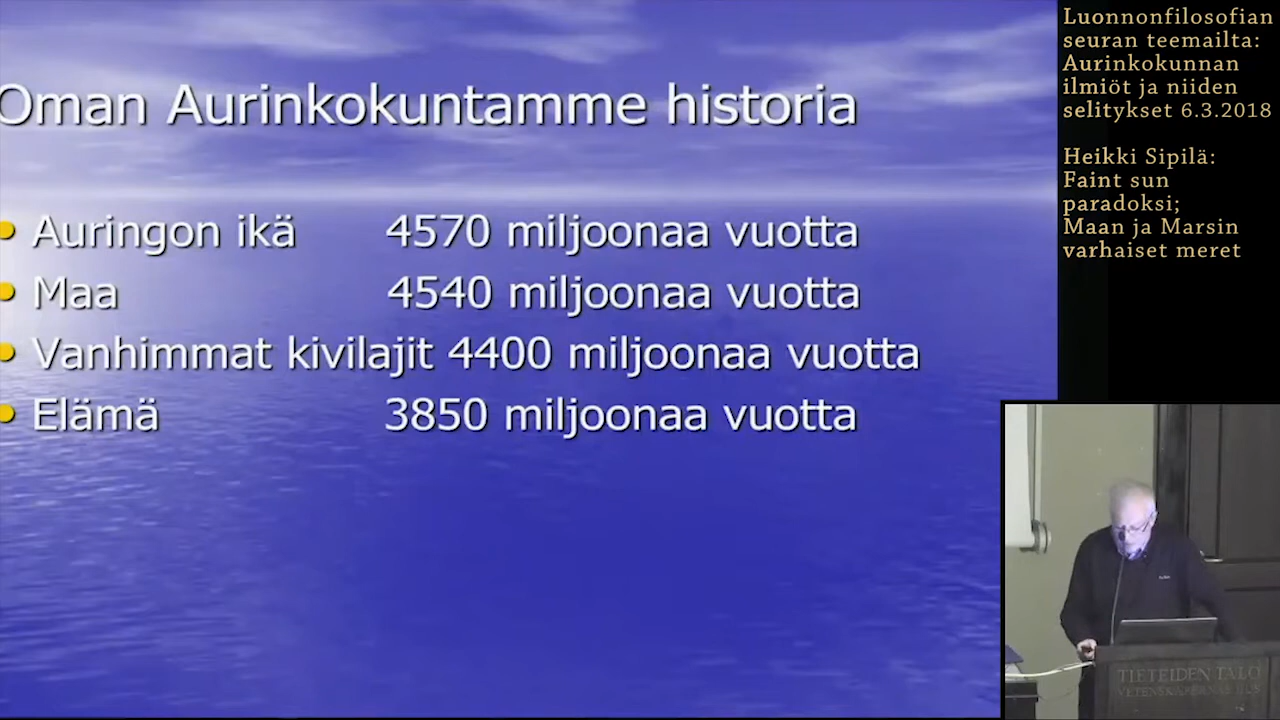 Oman Aurinkokuntamme historia
Auringon ikä 4570 miljoonaa vuotta
Maa 4540 miljoonaa vuotta
Vanhimmat kivilajit 4400 miljoonaa vuotta
Elämä 3850 miljoonaa vuotta
Luonnonfilosofian
seuran teemailta:
Aurinkokunnan
ilmiöt ja niiden
selitykset 6.3.2018
Heikki Sipilä:
Faint sun
paradoksi;
Maan ja Marsin
varhaiset meret
TIETEIDEN TALO
VETENSKAPERNAS HUS